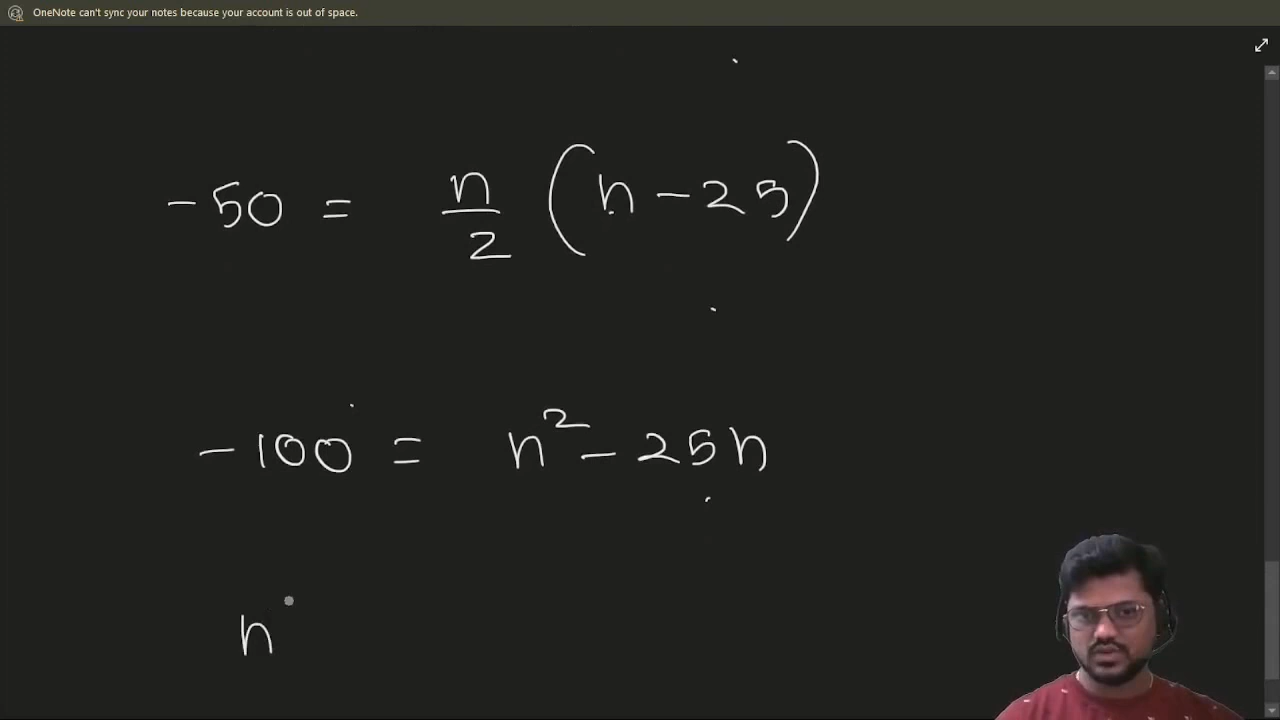 OneNote can't sync your notes because your account is out of space.
-50 = n/2 (n - 25)
-100 = n² - 25n
n